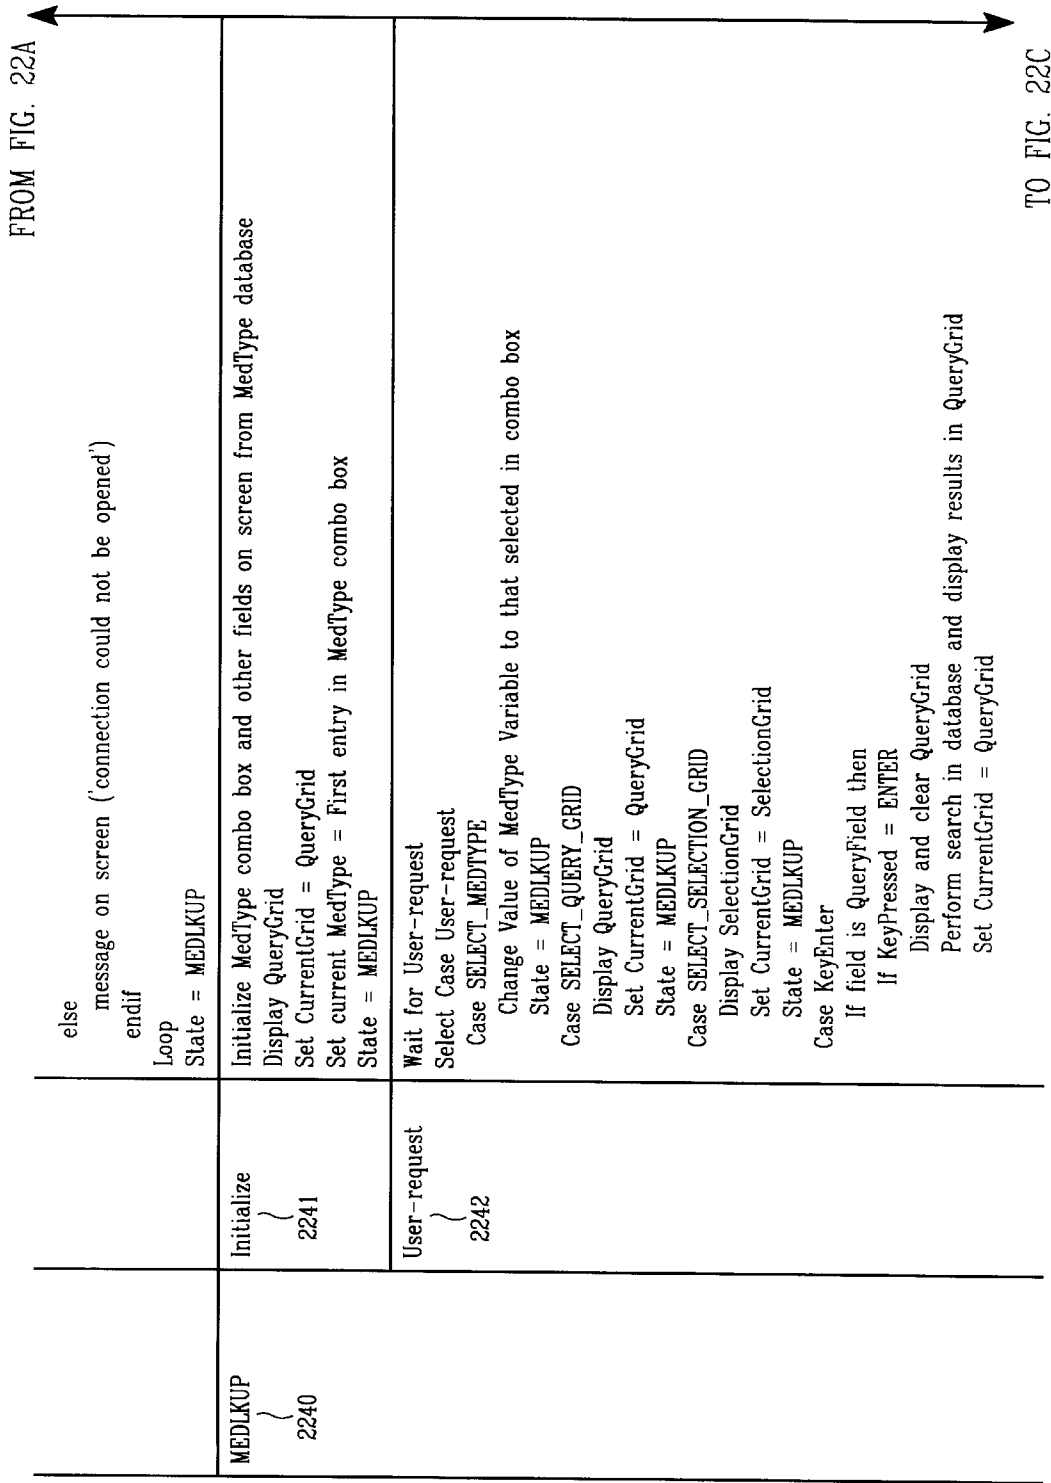 FROM FIG. 22A
else
message on screen ('connection could not be opened')
endif
Loop
State = MEDLKUP
MEDLKUP
2240
Initialize
2241
Initialize MedType combo box and other fields on screen from MedType database
Display QueryGrid
Set CurrentGrid = QueryGrid
Set current MedType = First entry in MedType combo box
State = MEDLKUP
User-request
2242
Wait for User-request
Select Case User-request
Case SELECT_MEDTYPE
Change Value of MedType Variable to that selected in combo box
State = MEDLKUP
Case SELECT_QUERY_GRID
Display QueryGrid
Set CurrentGrid = QueryGrid
State = MEDLKUP
Case SELECT_SELECTION_GRID
Display SelectionGrid
Set CurrentGrid = SelectionGrid
State = MEDLKUP
Case KeyEnter
If field is QueryField then
If KeyPressed = ENTER
Display and clear QueryGrid
Perform search in database and display results in QueryGrid
Set CurrentGrid = QueryGrid
TO FIG. 22C